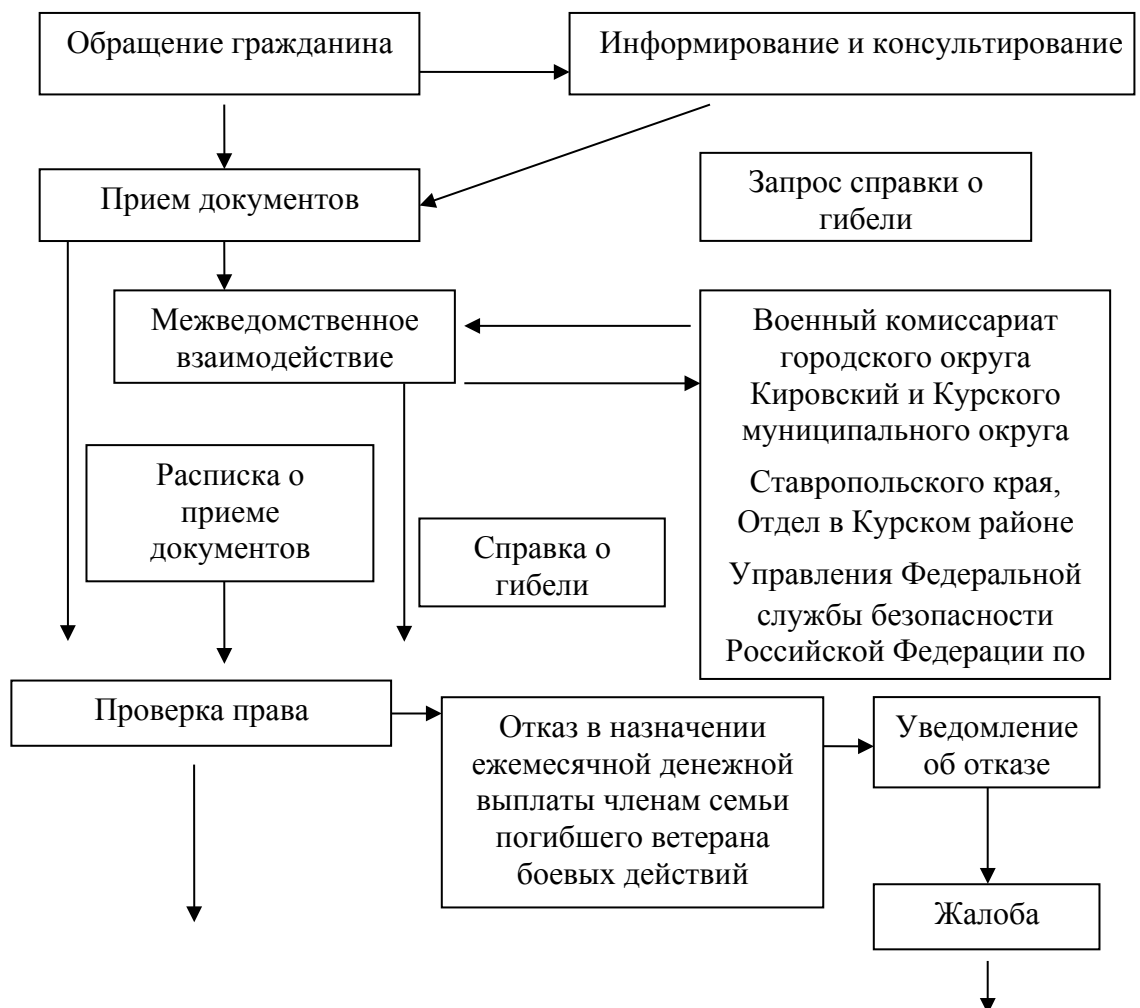 Обращение гражданина
Информирование и консультирование
Прием документов
Запрос справки о
гибели
Межведомственное
взаимодействие
Военный комиссариат
городского округа
Кировский и Курского
муниципального округа
Ставропольского края,
Отдел в Курском районе
Управления Федеральной
службы безопасности
Российской Федерации по
Расписка о
приеме
документов
Справка о
гибели
Проверка права
Отказ в назначении
ежемесячной денежной
выплаты членам семьи
погибшего ветерана
боевых действий
Уведомление
об отказе
Жалоба